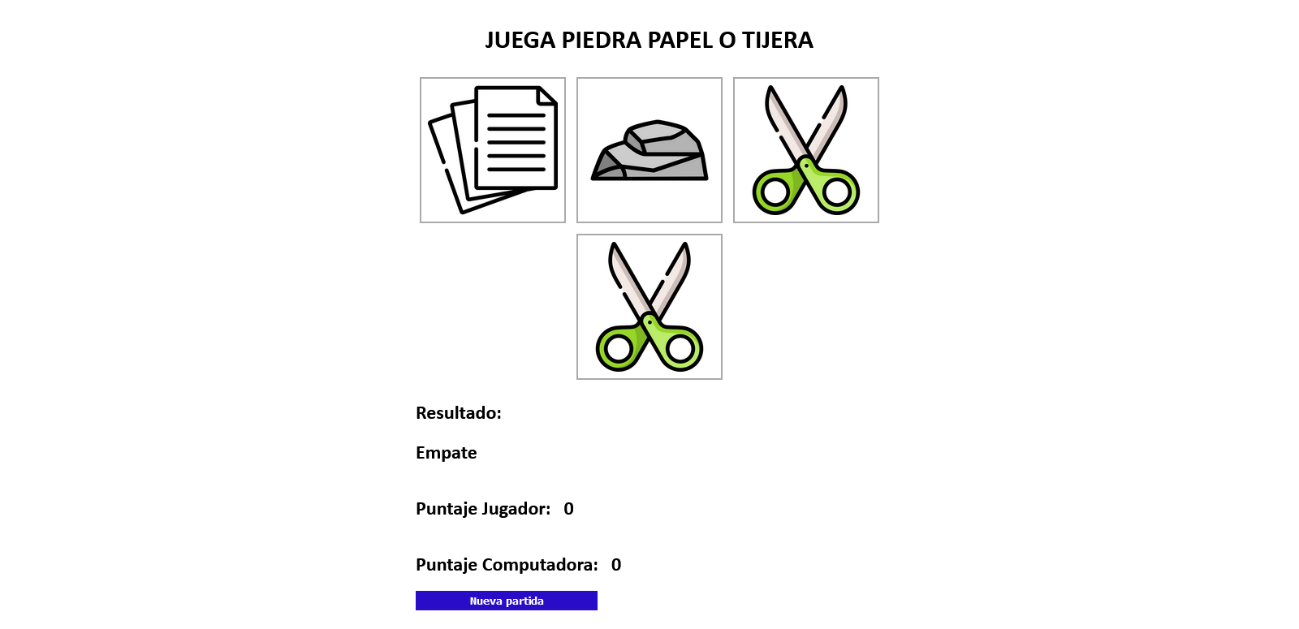 JUEGA PIEDRA PAPEL O TIJERA
Resultado:
Empate
Puntaje Jugador: 0
Puntaje Computadora: 0
Nueva partida